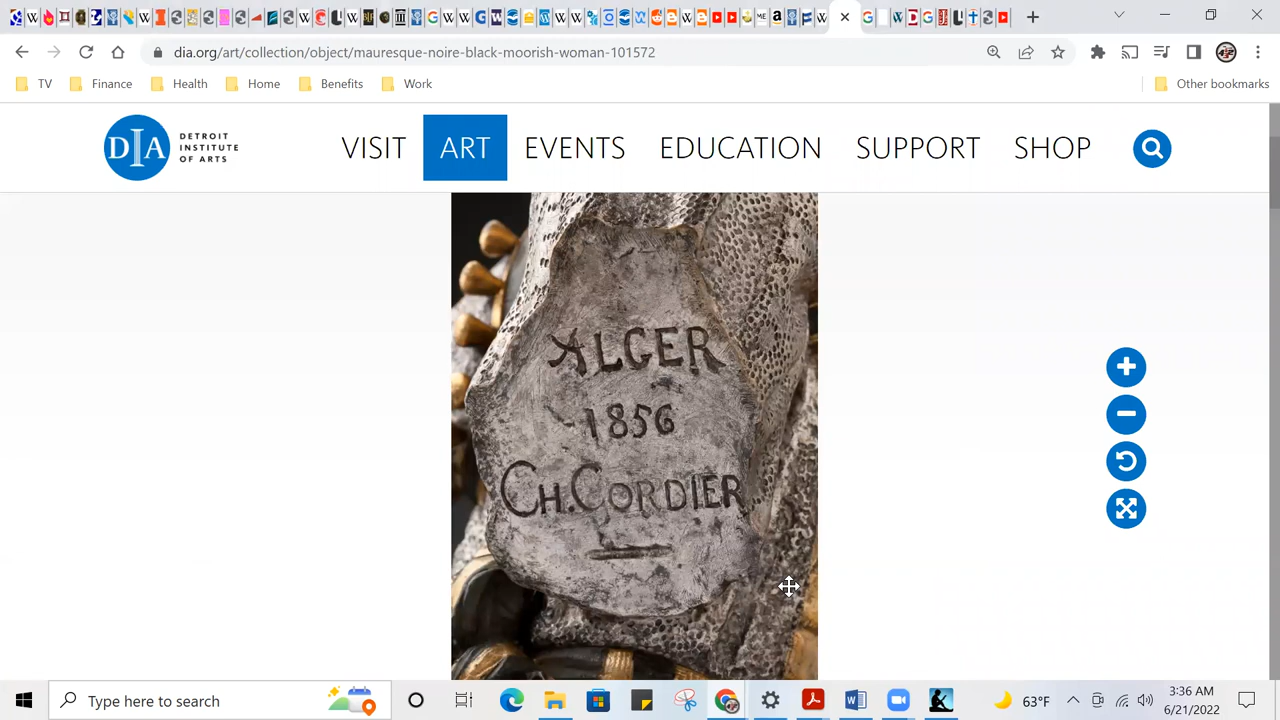 dia.org/art/collection/object/mauresque-noire-black-moorish-woman-101572
TV
Finance
Health
Home
Benefits
Work
Other bookmarks
DIA
DETROIT
INSTITUTE
OF ARTS
VISIT
ART
EVENTS
EDUCATION
SUPPORT
SHOP
ALGER
1856
CH. CORDIER
Type here to search
63°F
3:36 AM
6/21/2022